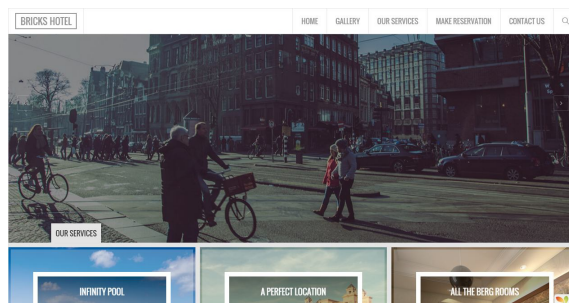 BRICKS HOTEL
HOME GALLERY OUR SERVICES MAKE RESERVATION CONTACT US
OUR SERVICES
INFINITY POOL A PERFECT LOCATION ALL THE BERG ROOMS